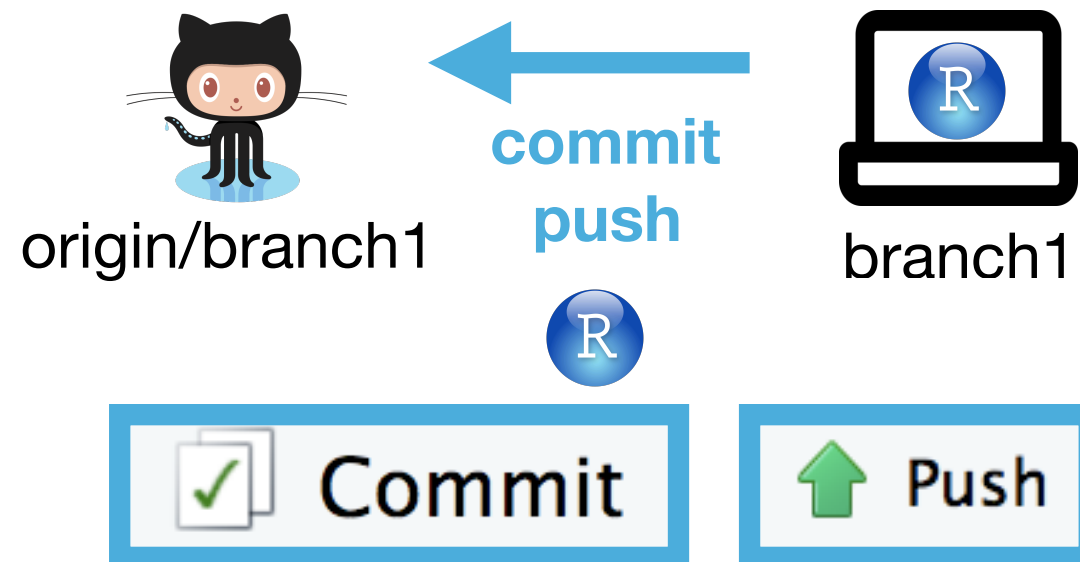 R
commit
push
origin/branch1
branch1
R
Commit
Push